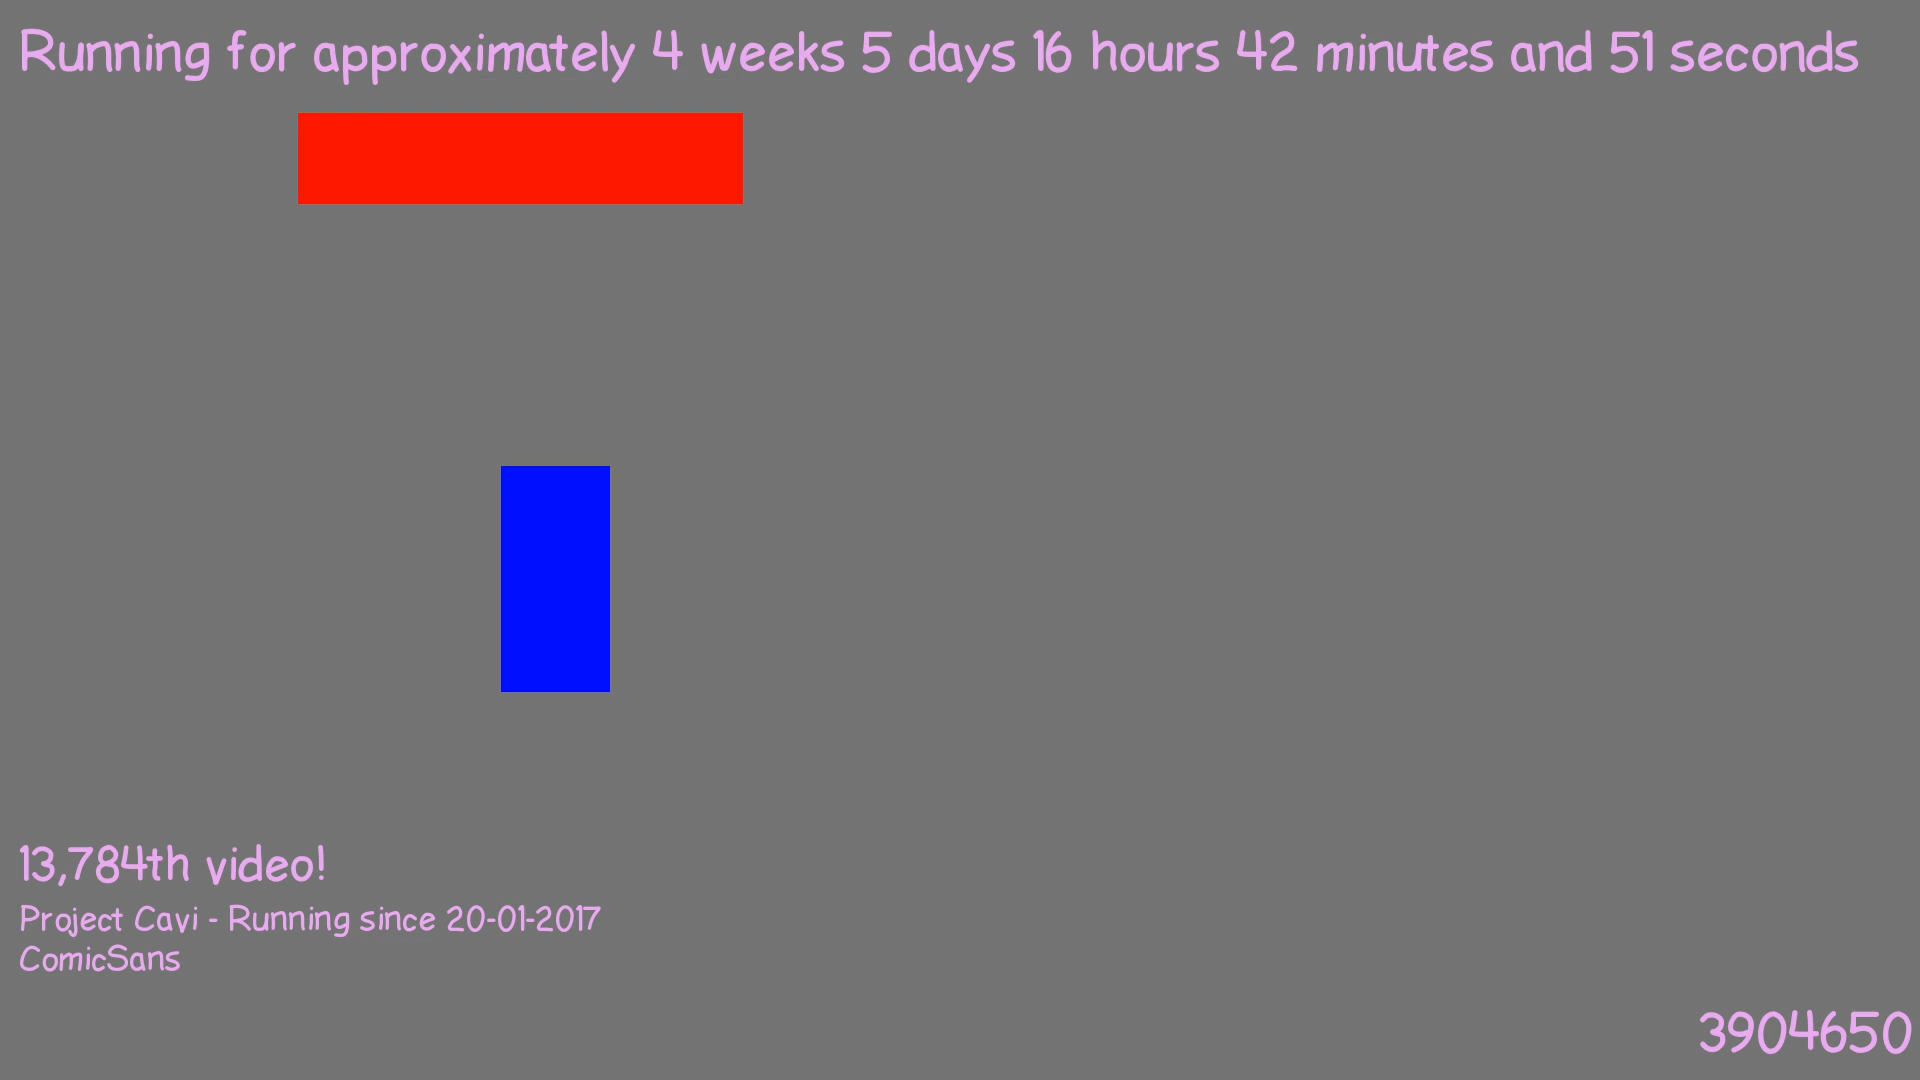 Running for approximately 4 weeks 5 days 16 hours 42 minutes and 51 seconds
13,784th video!
Project Cavi - Running since 20-01-2017
ComicSans
3904650